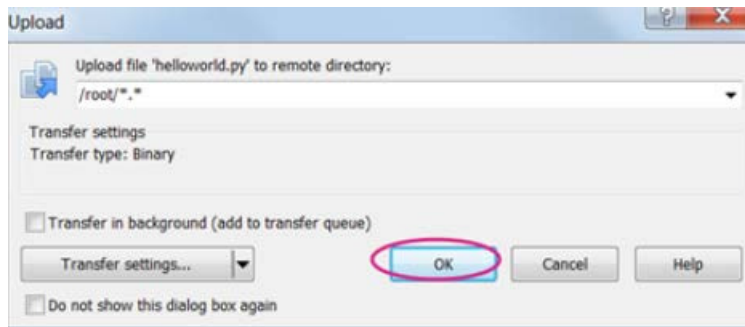 Upload
Upload file 'helloworld.py' to remote directory:
/root/*.*
Transfer settings
Transfer type: Binary
Transfer in background (add to transfer queue)
Transfer settings... OK Cancel Help
Do not show this dialog box again